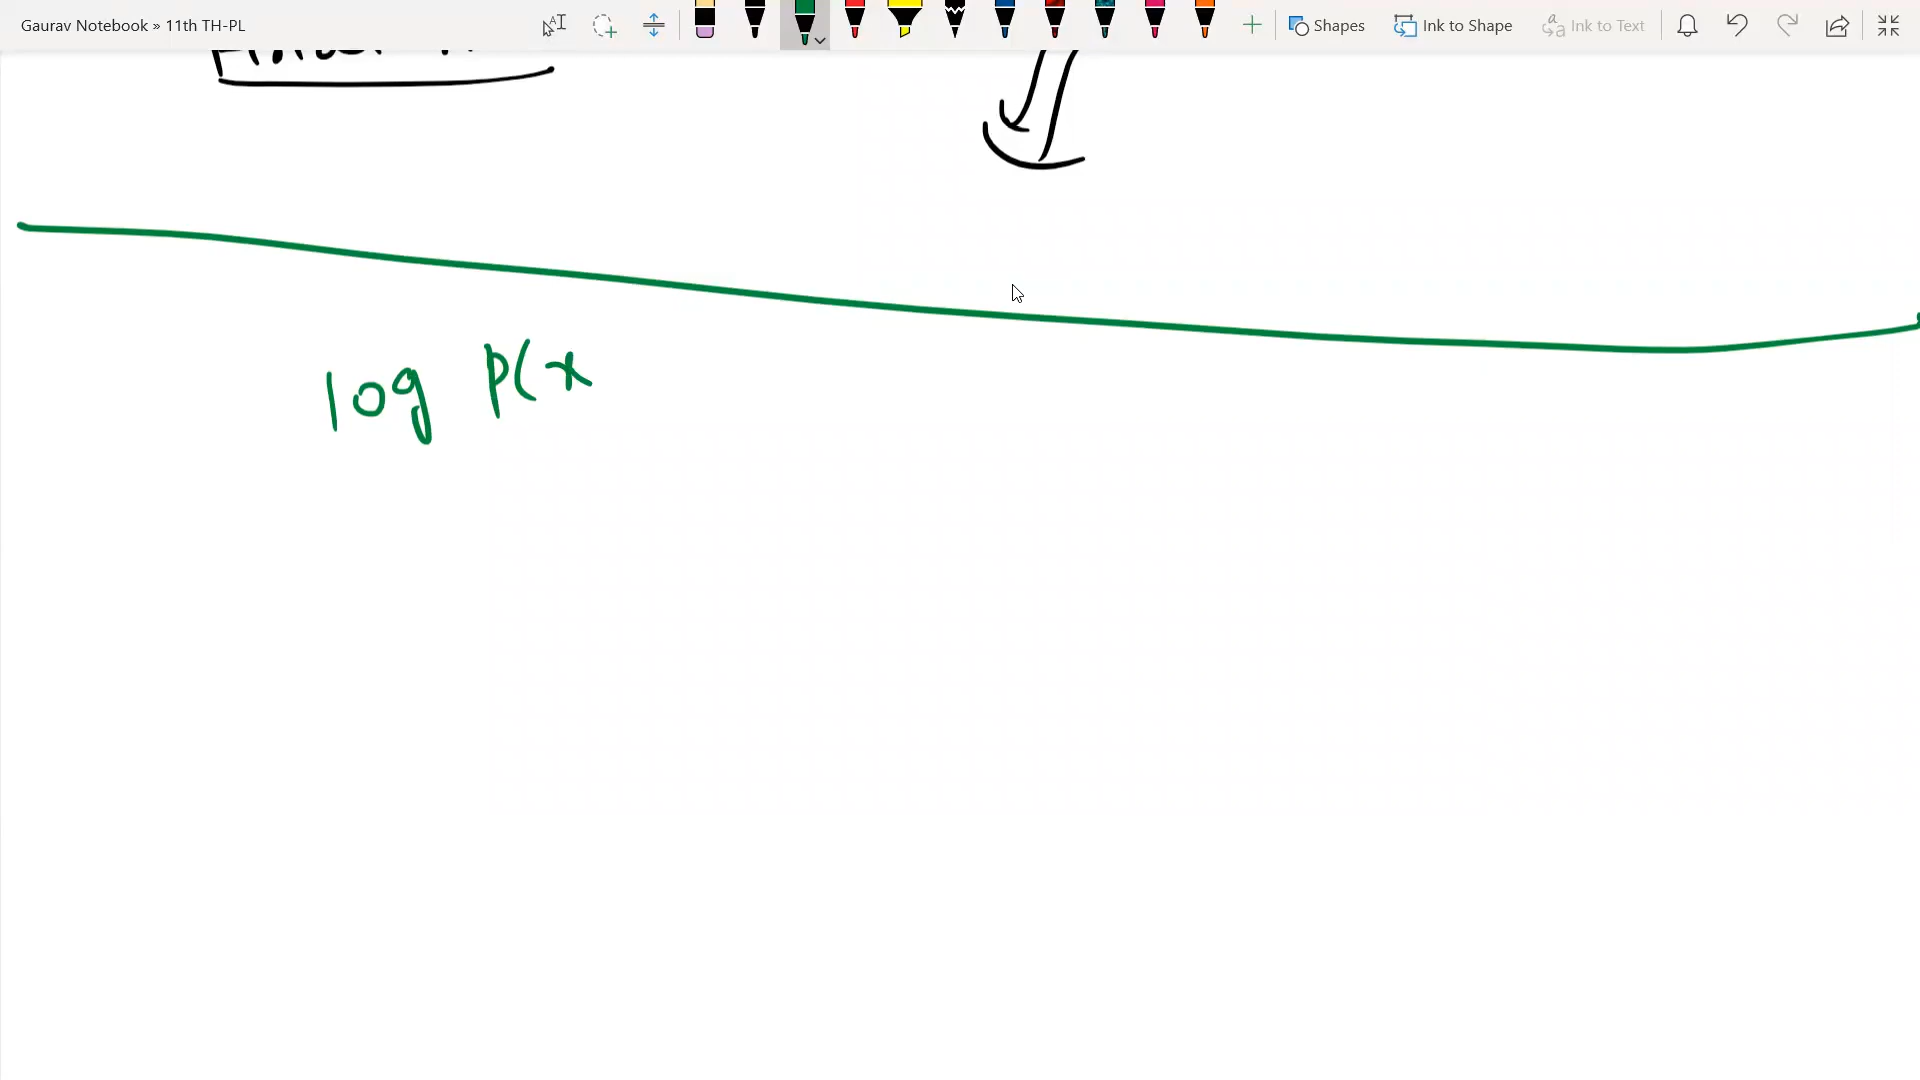 Gaurav Notebook » 11th TH-PL
Shapes
Ink to Shape
Ink to Text
log P(x